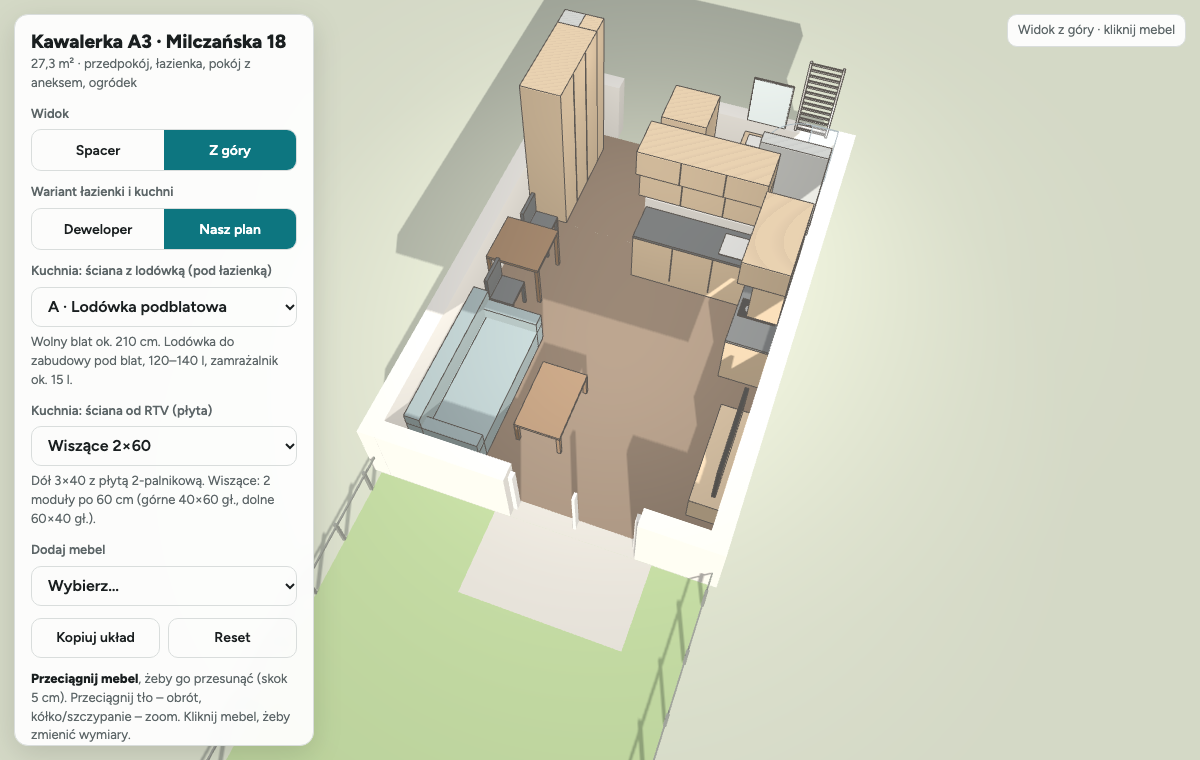 Kawalerka A3 · Milczańska 18
27,3 m² · przedpokój, łazienka, pokój z
aneksem, ogródek
Widok
Spacer
Z góry
Wariant łazienki i kuchni
Deweloper
Nasz plan
Kuchnia: ściana z lodówką (pod łazienką)
A · Lodówka podblatowa
Wolny blat ok. 210 cm. Lodówka do
zabudowy pod blat, 120–140 l, zamrażalnik
ok. 15 l.
Kuchnia: ściana od RTV (płyta)
Wiszące 2×60
Dół 3×40 z płytą 2-palnikową. Wiszące: 2
moduły po 60 cm (górne 40×60 gł., dolne
60×40 gł.).
Dodaj mebel
Wybierz...
Kopiuj układ
Reset
Przeciągnij mebel, żeby go przesunąć (skok
5 cm). Przeciągnij tło – obrót,
kółko/szczypanie – zoom. Kliknij mebel, żeby
zmienić wymiary.
Widok z góry · kliknij mebel